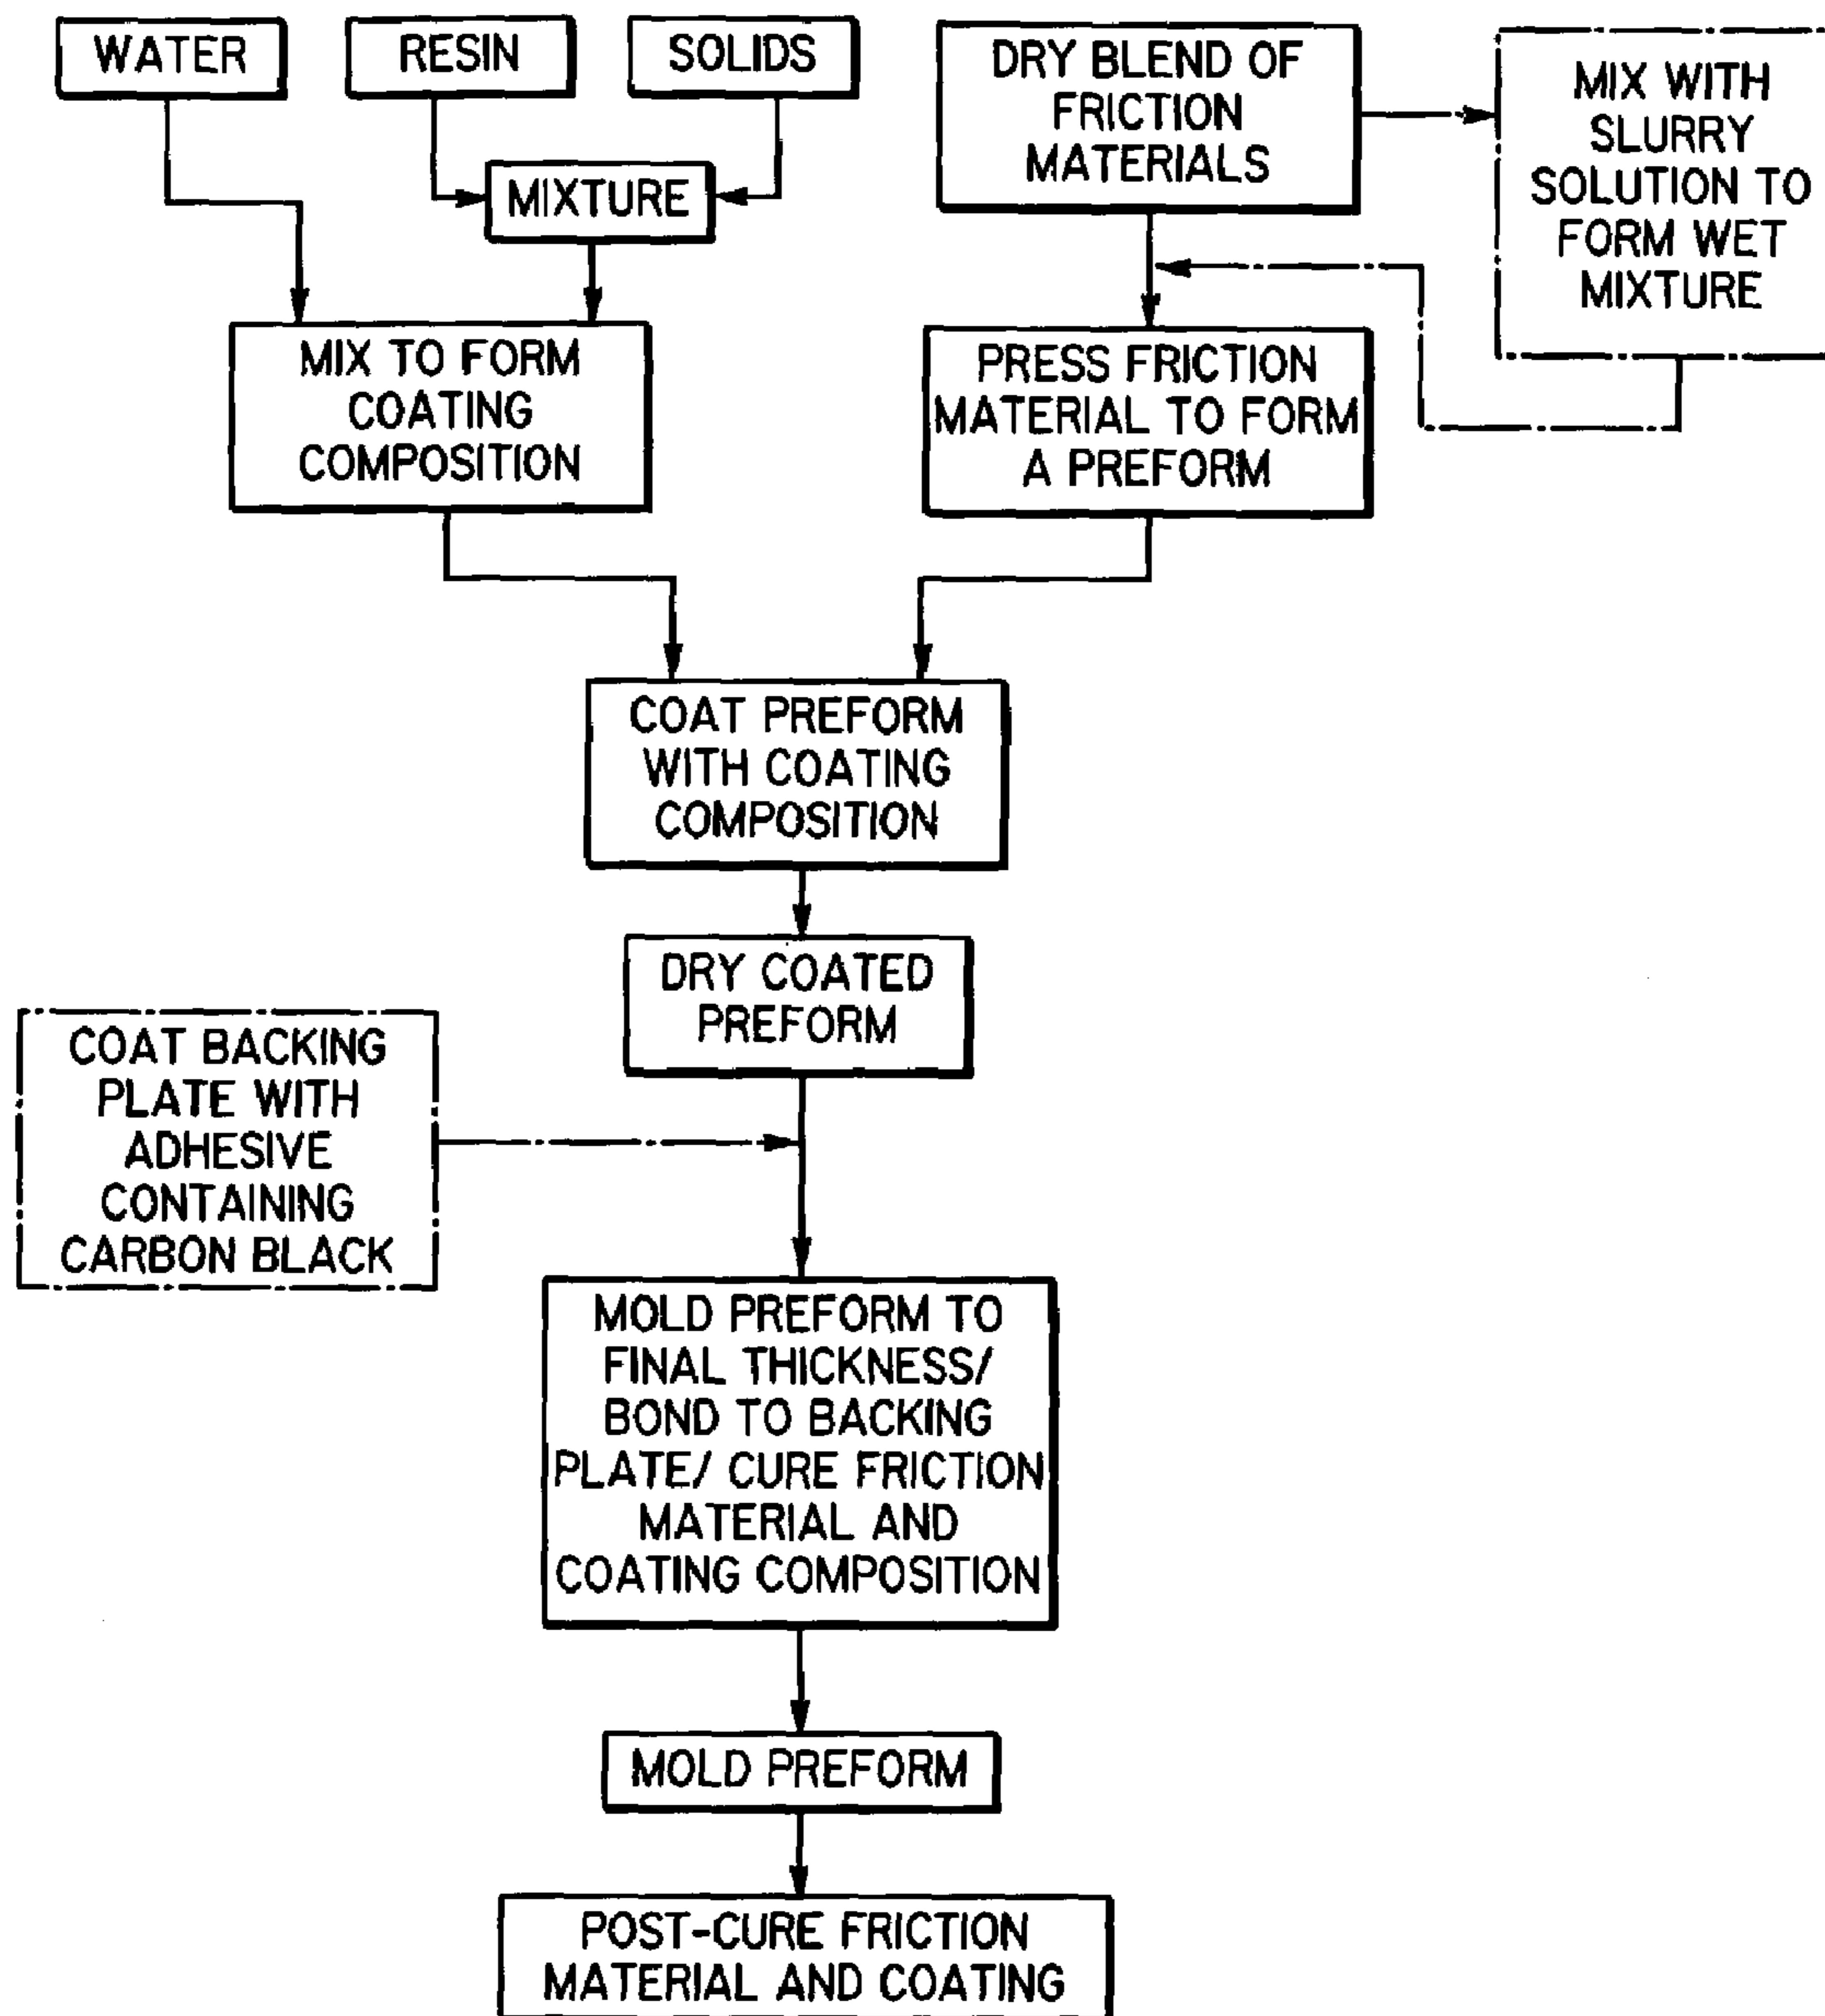 WATER
RESIN
SOLIDS
MIXTURE
DRY BLEND OF
FRICTION
MATERIALS
MIX WITH
SLURRY
SOLUTION TO
FORM WET
MIXTURE
MIX TO FORM
COATING
COMPOSITION
PRESS FRICTION
MATERIAL TO FORM
A PREFORM
COAT PREFORM
WITH COATING
COMPOSITION
DRY COATED
PREFORM
COAT BACKING
PLATE WITH
ADHESIVE
CONTAINING
CARBON BLACK
MOLD PREFORM TO
FINAL THICKNESS/
BOND TO BACKING
PLATE/ CURE FRICTION
MATERIAL AND
COATING COMPOSITION
MOLD PREFORM
POST-CURE FRICTION
MATERIAL AND COATING